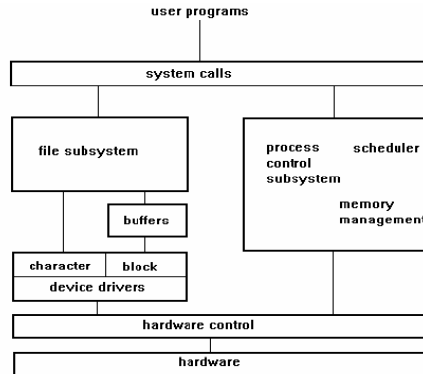 user programs
system calls
file subsystem
process scheduler
control
subsystem
memory
management
buffers
character block
device drivers
hardware control
hardware